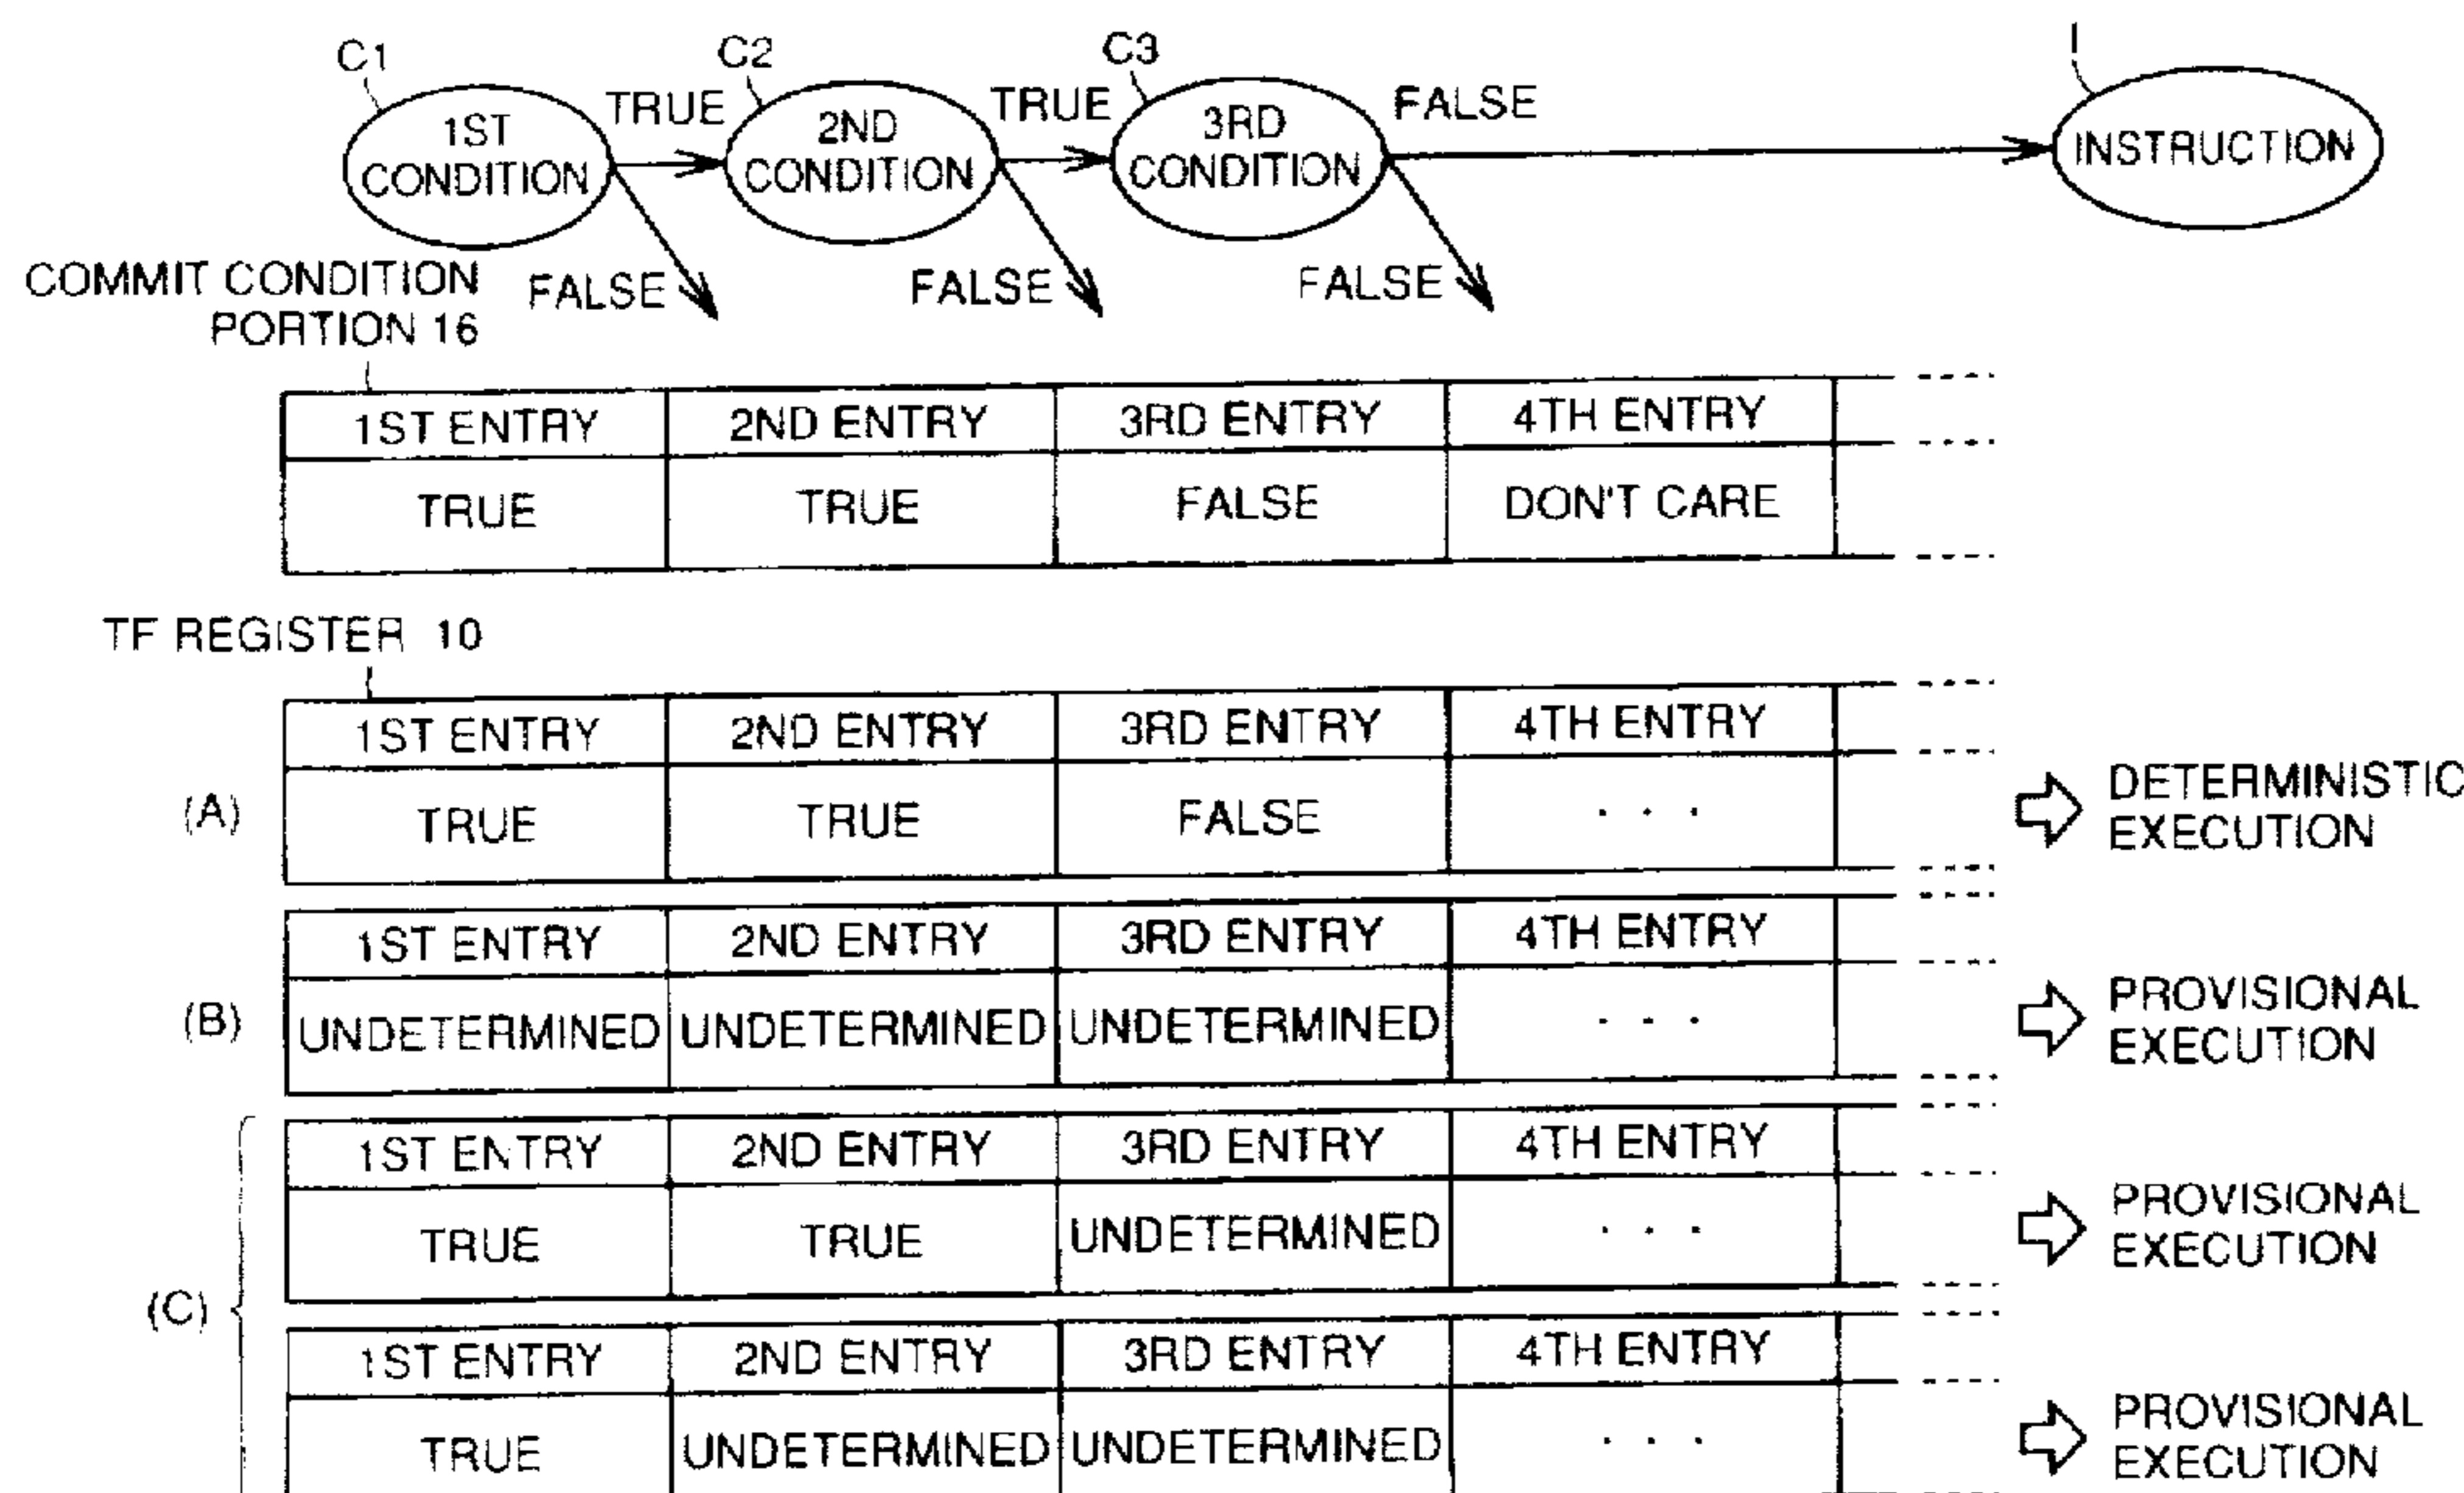 C1
C2
C3
I
1ST
CONDITION
TRUE
2ND
CONDITION
TRUE
3RD
CONDITION
FALSE
INSTRUCTION
FALSE
FALSE
FALSE
COMMIT CONDITION
PORTION 16
1ST ENTRY 2ND ENTRY 3RD ENTRY 4TH ENTRY
TRUE TRUE FALSE DON'T CARE
TF REGISTER 10
1ST ENTRY 2ND ENTRY 3RD ENTRY 4TH ENTRY
(A) TRUE TRUE FALSE . . .
DETERMINISTIC
EXECUTION
1ST ENTRY 2ND ENTRY 3RD ENTRY 4TH ENTRY
(B) UNDETERMINED UNDETERMINED UNDETERMINED . . .
PROVISIONAL
EXECUTION
(C)
1ST ENTRY 2ND ENTRY 3RD ENTRY 4TH ENTRY
TRUE TRUE UNDETERMINED . . .
PROVISIONAL
EXECUTION
1ST ENTRY 2ND ENTRY 3RD ENTRY 4TH ENTRY
TRUE UNDETERMINED UNDETERMINED . . .
PROVISIONAL
EXECUTION